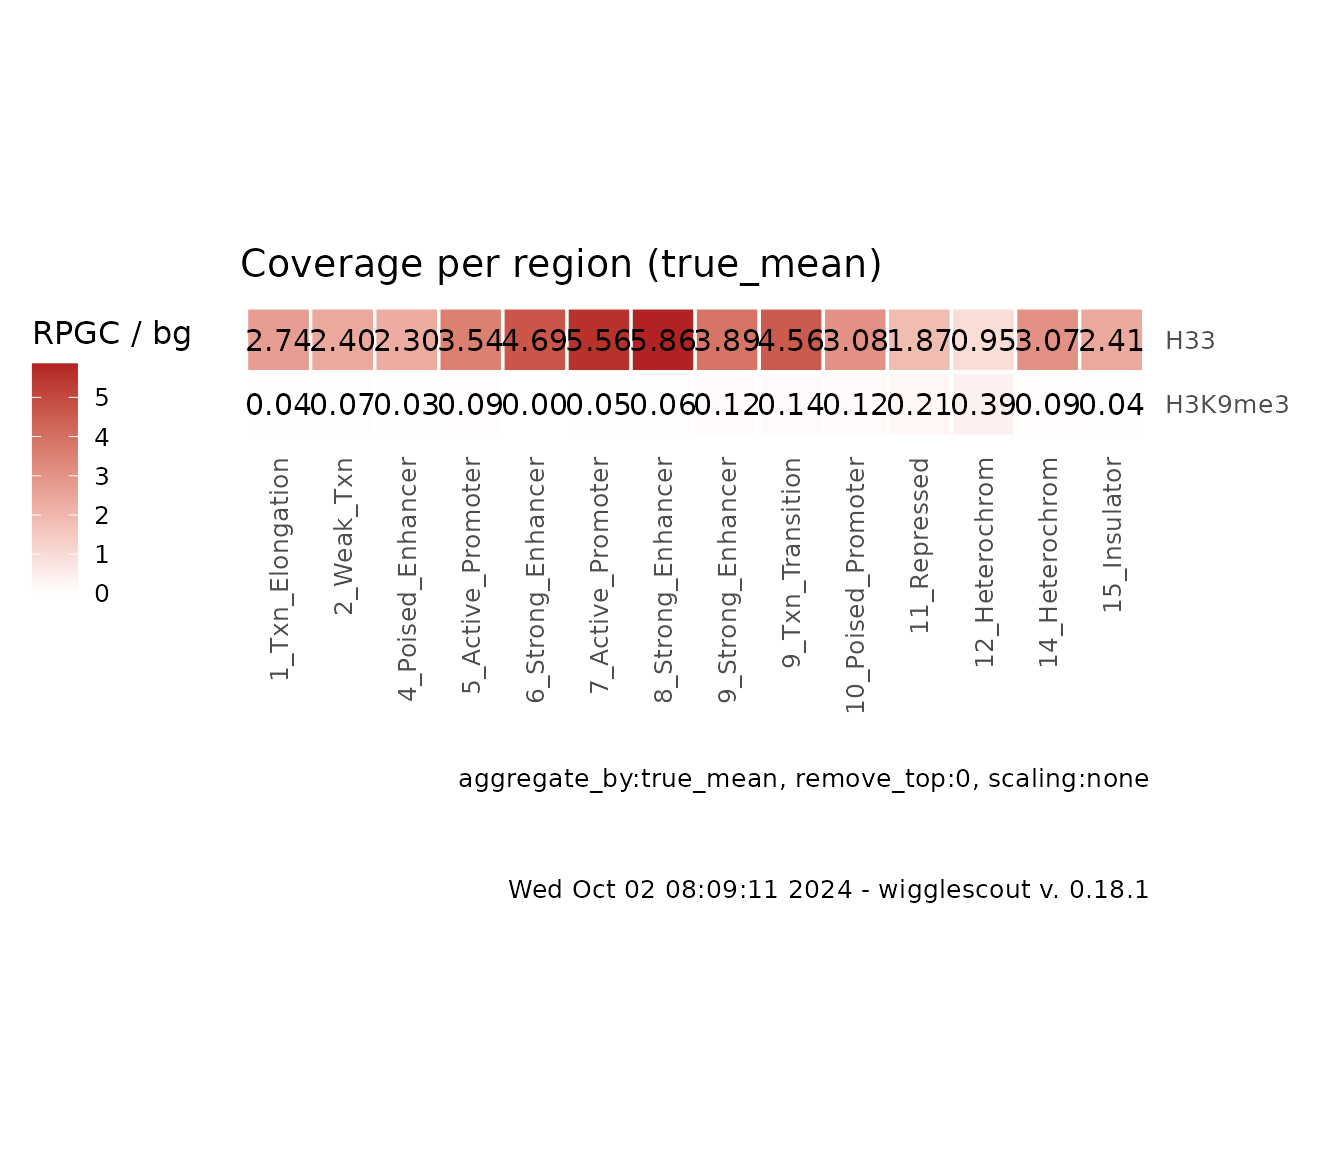 Coverage per region (true_mean)
RPGC / bg
5
4
3
2
1
0
2.74 2.40 2.30 3.54 4.69 5.56 5.86 3.89 4.56 3.08 1.87 0.95 3.07 2.41 H33
0.04 0.07 0.03 0.09 0.00 0.05 0.06 0.12 0.14 0.12 0.21 0.39 0.09 0.04 H3K9me3
1_Txn_Elongation
2_Weak_Txn
4_Poised_Enhancer
5_Active_Promoter
6_Strong_Enhancer
7_Active_Promoter
8_Strong_Enhancer
9_Strong_Enhancer
9_Txn_Transition
10_Poised_Promoter
11_Repressed
12_Heterochrom
14_Heterochrom
15_Insulator
aggregate_by:true_mean, remove_top:0, scaling:none
Wed Oct 02 08:09:11 2024 - wigglescout v. 0.18.1